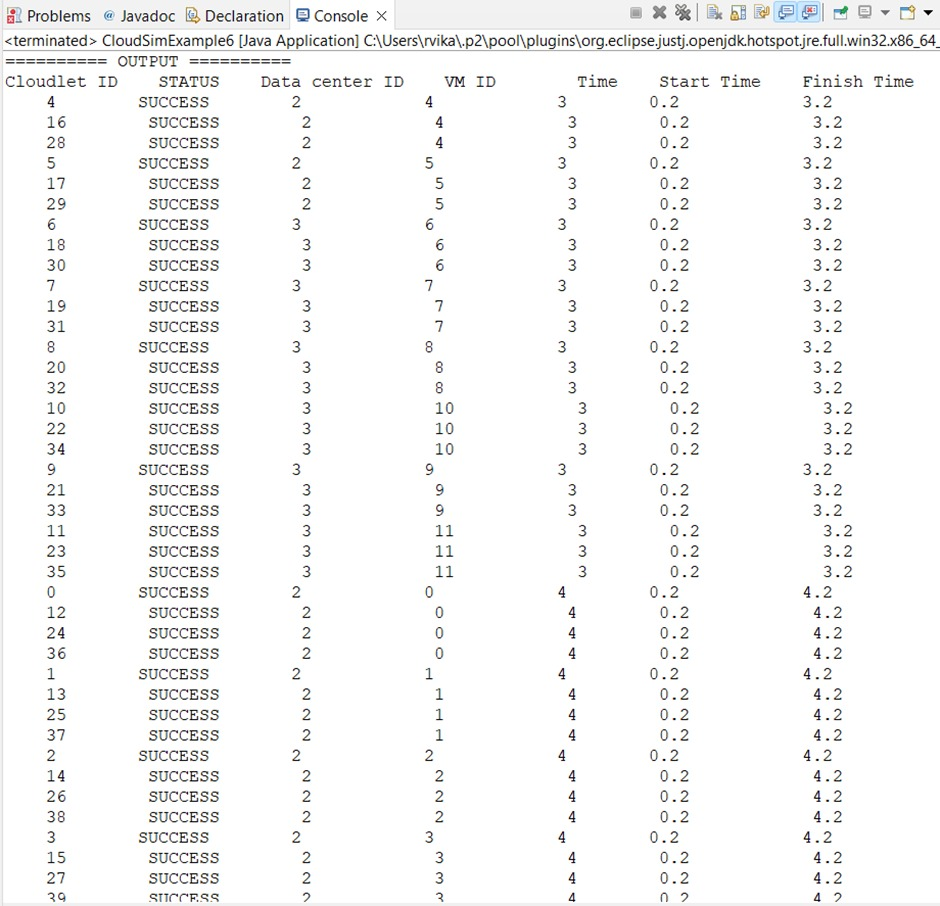 Problems @ Javadoc Declaration Console
<terminated> CloudSimExample6 [Java Application] C:\Users\rvika\.p2\pool\plugins\org.eclipse.justj.openjdk.hotspot.jre.full.win32.x86_64_
========== OUTPUT ==========
Cloudlet ID STATUS Data center ID VM ID Time Start Time Finish Time
4 SUCCESS 2 4 3 0.2 3.2
16 SUCCESS 2 4 3 0.2 3.2
28 SUCCESS 2 4 3 0.2 3.2
5 SUCCESS 2 5 3 0.2 3.2
17 SUCCESS 2 5 3 0.2 3.2
29 SUCCESS 2 5 3 0.2 3.2
6 SUCCESS 3 6 3 0.2 3.2
18 SUCCESS 3 6 3 0.2 3.2
30 SUCCESS 3 6 3 0.2 3.2
7 SUCCESS 3 7 3 0.2 3.2
19 SUCCESS 3 7 3 0.2 3.2
31 SUCCESS 3 7 3 0.2 3.2
8 SUCCESS 3 8 3 0.2 3.2
20 SUCCESS 3 8 3 0.2 3.2
32 SUCCESS 3 8 3 0.2 3.2
10 SUCCESS 3 10 3 0.2 3.2
22 SUCCESS 3 10 3 0.2 3.2
34 SUCCESS 3 10 3 0.2 3.2
9 SUCCESS 3 9 3 0.2 3.2
21 SUCCESS 3 9 3 0.2 3.2
33 SUCCESS 3 9 3 0.2 3.2
11 SUCCESS 3 11 3 0.2 3.2
23 SUCCESS 3 11 3 0.2 3.2
35 SUCCESS 3 11 3 0.2 3.2
0 SUCCESS 2 0 4 0.2 4.2
12 SUCCESS 2 0 4 0.2 4.2
24 SUCCESS 2 0 4 0.2 4.2
36 SUCCESS 2 0 4 0.2 4.2
1 SUCCESS 2 1 4 0.2 4.2
13 SUCCESS 2 1 4 0.2 4.2
25 SUCCESS 2 1 4 0.2 4.2
37 SUCCESS 2 1 4 0.2 4.2
2 SUCCESS 2 2 4 0.2 4.2
14 SUCCESS 2 2 4 0.2 4.2
26 SUCCESS 2 2 4 0.2 4.2
38 SUCCESS 2 2 4 0.2 4.2
3 SUCCESS 2 3 4 0.2 4.2
15 SUCCESS 2 3 4 0.2 4.2
27 SUCCESS 2 3 4 0.2 4.2
39 SUCCESS 2 3 4 0.2 4.2